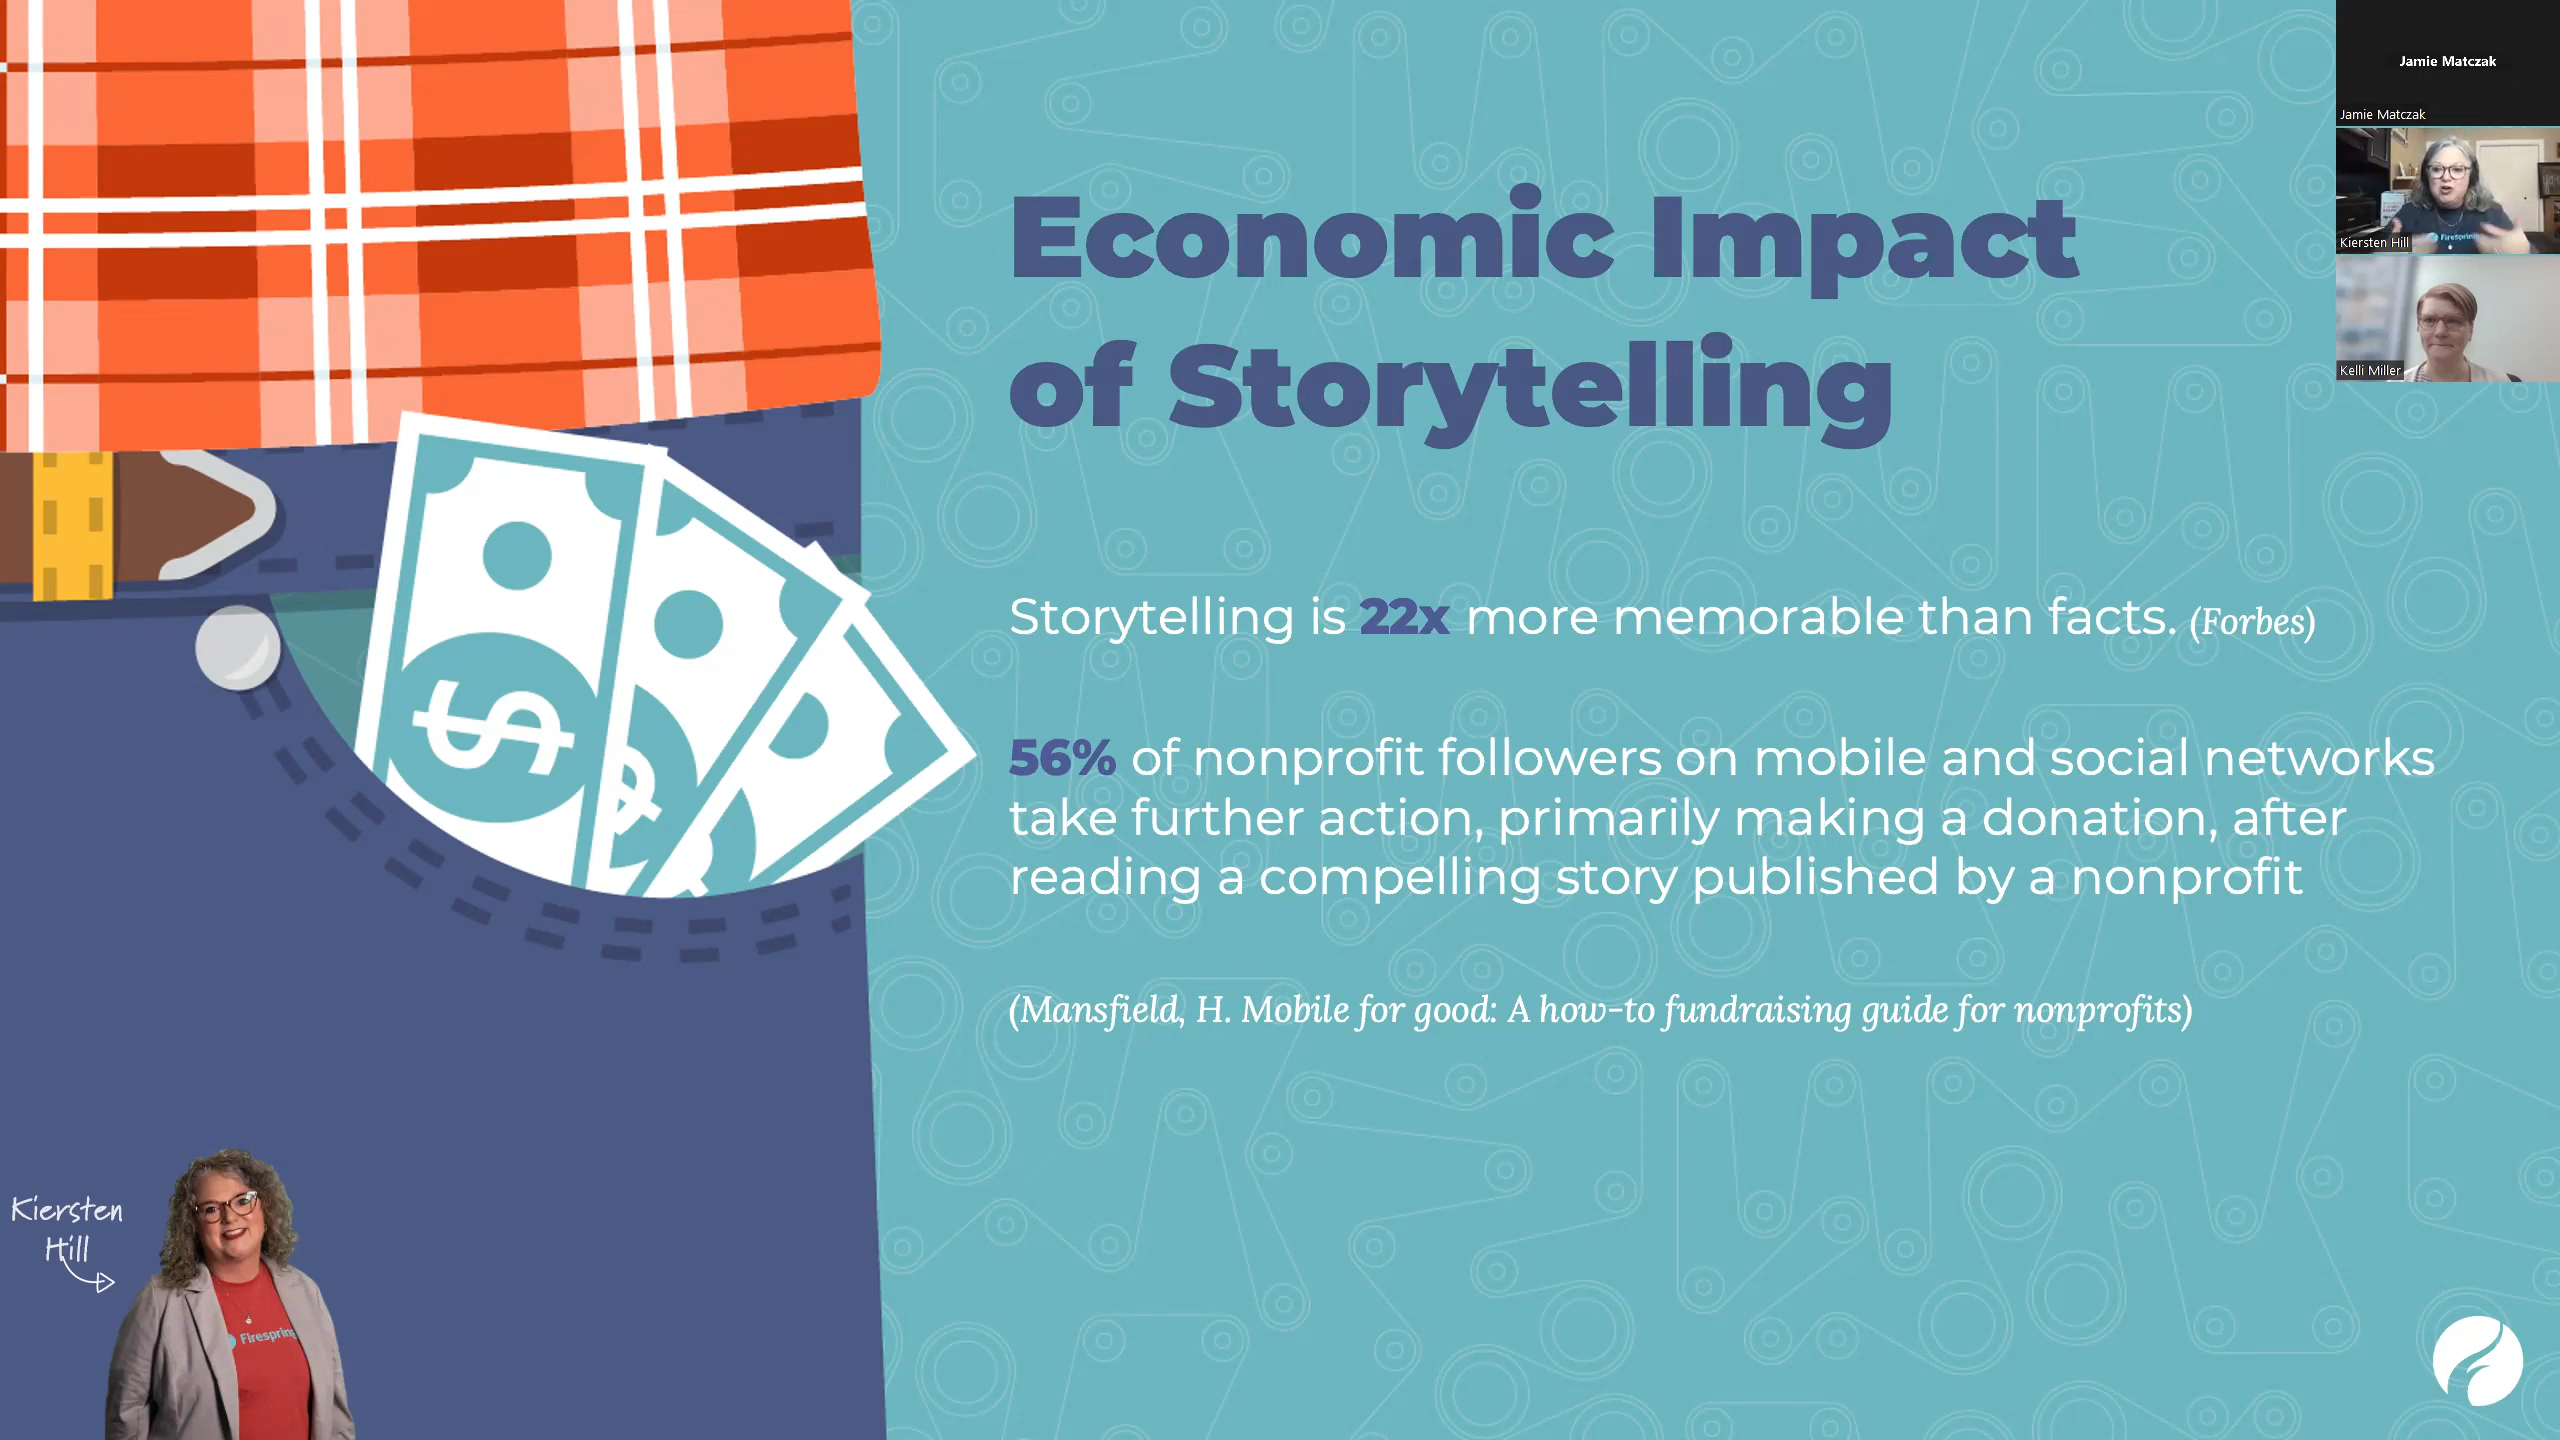 Economic Impact
of Storytelling
Storytelling is 22x more memorable than facts. (Forbes)
56% of nonprofit followers on mobile and social networks
take further action, primarily making a donation, after
reading a compelling story published by a nonprofit
(Mansfield, H. Mobile for good: A how-to fundraising guide for nonprofits)
Kiersten
Hill
Firespring
Jamie Matczak
Jamie Matczak
Firespring
Kiersten Hill
Kelli Miller
$